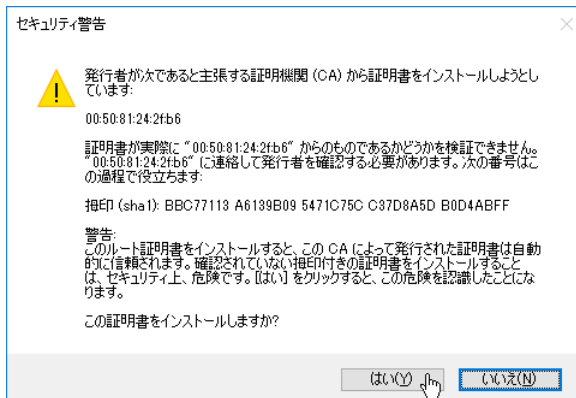 セキュリティ警告
発行者が次であると主張する証明機関 (CA) から証明書をインストールしようとし
ています:
00:50:81:24:2f:b6
証明書が実際に "00:50:81:24:2f:b6" からのものであるかどうかを検証できません。
"00:50:81:24:2f:b6" に連絡して発行者を確認する必要があります。次の番号はこ
の過程で役立ちます:
拇印 (sha1): BBC77113 A6139B09 5471C75C C37D8A5D B0D4ABFF
警告:
このルート証明書をインストールすると、この CA によって発行された証明書は自動
的に信頼されます。確認されていない拇印付きの証明書をインストールすること
は、セキュリティ上、危険です。[はい] をクリックすると、この危険を認識したことにな
ります。
この証明書をインストールしますか?
はい(Y)
いいえ(N)